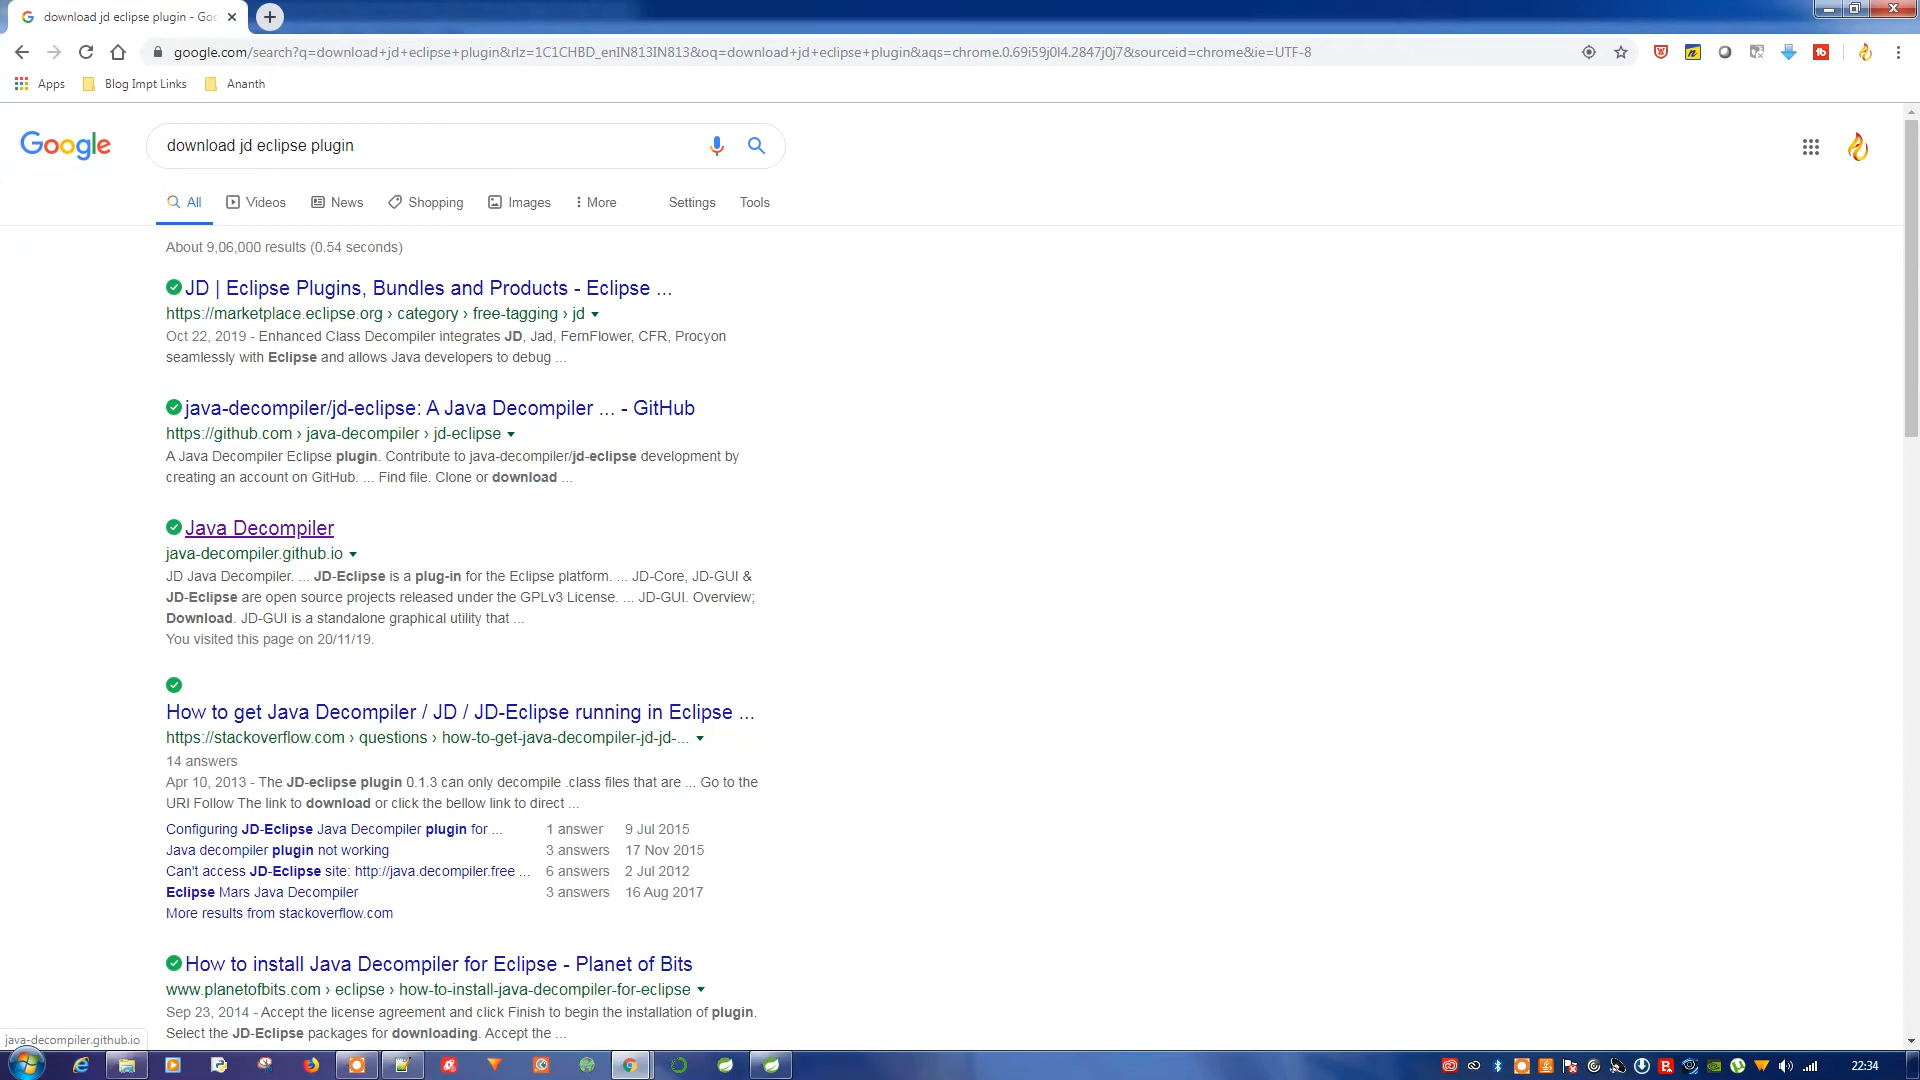 download jd eclipse plugin - Goo
google.com/search?q=download+jd+eclipse+plugin&rlz=1C1CHBD_enIN813IN813&oq=download+jd+eclipse+plugin&aqs=chrome.0.69i59j0l4.2847j0j7&sourceid=chrome&ie=UTF-8
Apps Blog Impt Links Ananth
Google download jd eclipse plugin
All Videos News Shopping Images More Settings Tools
About 9,06,000 results (0.54 seconds)
JD | Eclipse Plugins, Bundles and Products - Eclipse ...
https://marketplace.eclipse.org › category › free-tagging › jd
Oct 22, 2019 - Enhanced Class Decompiler integrates JD, Jad, FernFlower, CFR, Procyon
seamlessly with Eclipse and allows Java developers to debug ...
java-decompiler/jd-eclipse: A Java Decompiler ... - GitHub
https://github.com › java-decompiler › jd-eclipse
A Java Decompiler Eclipse plugin. Contribute to java-decompiler/jd-eclipse development by
creating an account on GitHub. ... Find file. Clone or download ...
Java Decompiler
java-decompiler.github.io
JD Java Decompiler. ... JD-Eclipse is a plug-in for the Eclipse platform. ... JD-Core, JD-GUI &
JD-Eclipse are open source projects released under the GPLv3 License. ... JD-GUI. Overview;
Download. JD-GUI is a standalone graphical utility that ...
You visited this page on 20/11/19.
How to get Java Decompiler / JD / JD-Eclipse running in Eclipse ...
https://stackoverflow.com › questions › how-to-get-java-decompiler-jd-jd-...
14 answers
Apr 10, 2013 - The JD-eclipse plugin 0.1.3 can only decompile .class files that are ... Go to the
URl Follow The link to download or click the bellow link to direct ...
Configuring JD-Eclipse Java Decompiler plugin for ... 1 answer 9 Jul 2015
Java decompiler plugin not working 3 answers 17 Nov 2015
Can't access JD-Eclipse site: http://java.decompiler.free ... 6 answers 2 Jul 2012
Eclipse Mars Java Decompiler 3 answers 16 Aug 2017
More results from stackoverflow.com
How to install Java Decompiler for Eclipse - Planet of Bits
www.planetofbits.com › eclipse › how-to-install-java-decompiler-for-eclipse
Sep 23, 2014 - Accept the license agreement and click Finish to begin the installation of plugin.
Select the JD-Eclipse packages for downloading. Accept the ...
java-decompiler.github.io
22:34